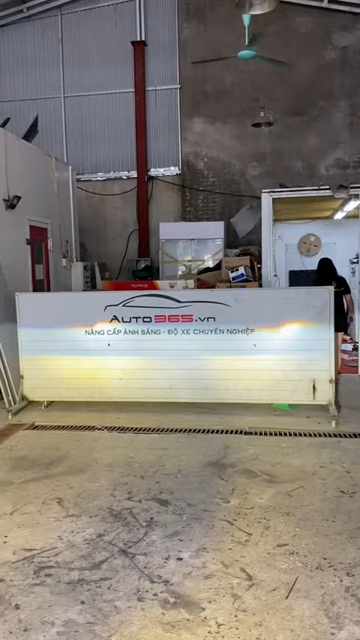 AUTO365.vn
NÂNG CẤP ÁNH SÁNG - ĐỘ XE CHUYÊN NGHIỆP